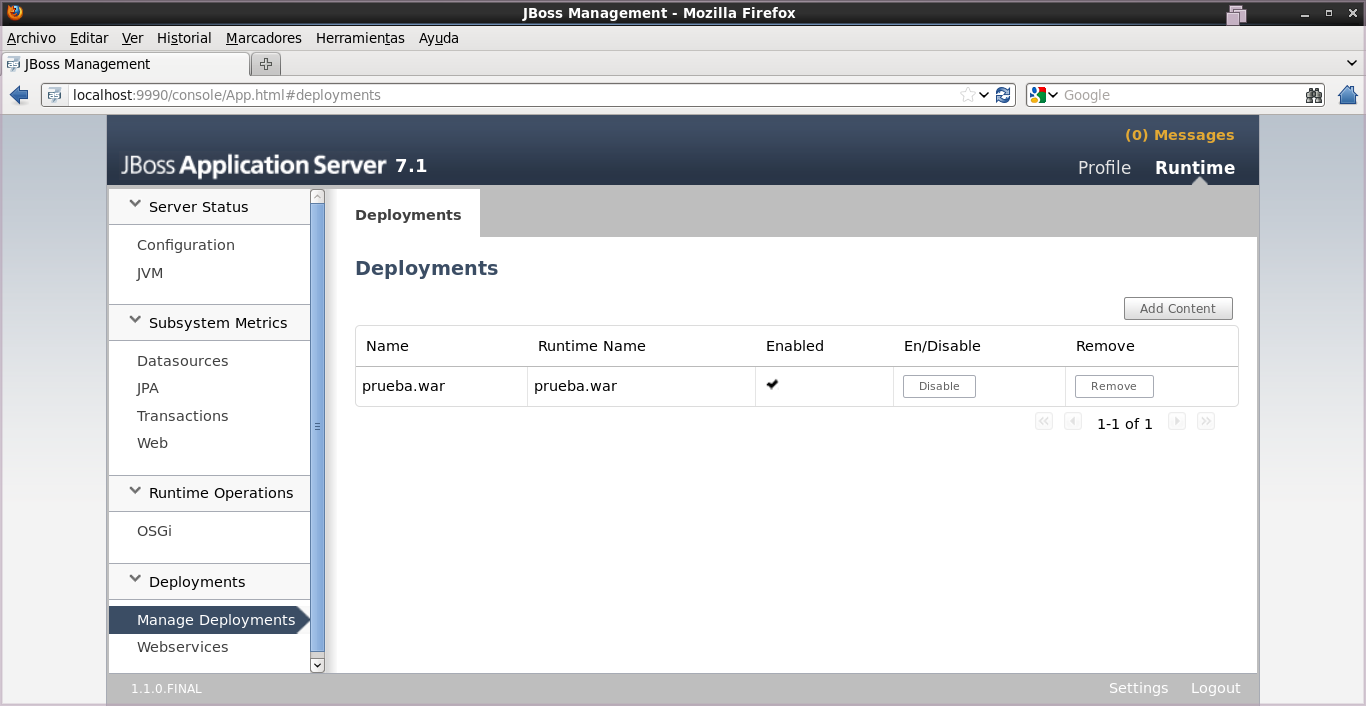 JBoss Management - Mozilla Firefox
Archivo Editar Ver Historial Marcadores Herramientas Ayuda
JBoss Management
localhost:9990/console/App.html#deployments
Google
(0) Messages
JBoss Application Server 7.1
Profile Runtime
Server Status
Configuration
JVM
Subsystem Metrics
Datasources
JPA
Transactions
Web
Runtime Operations
OSGi
Deployments
Manage Deployments
Webservices
Deployments
Deployments
Add Content
Name Runtime Name Enabled En/Disable Remove
prueba.war prueba.war Disable Remove
1-1 of 1
1.1.0.FINAL
Settings Logout